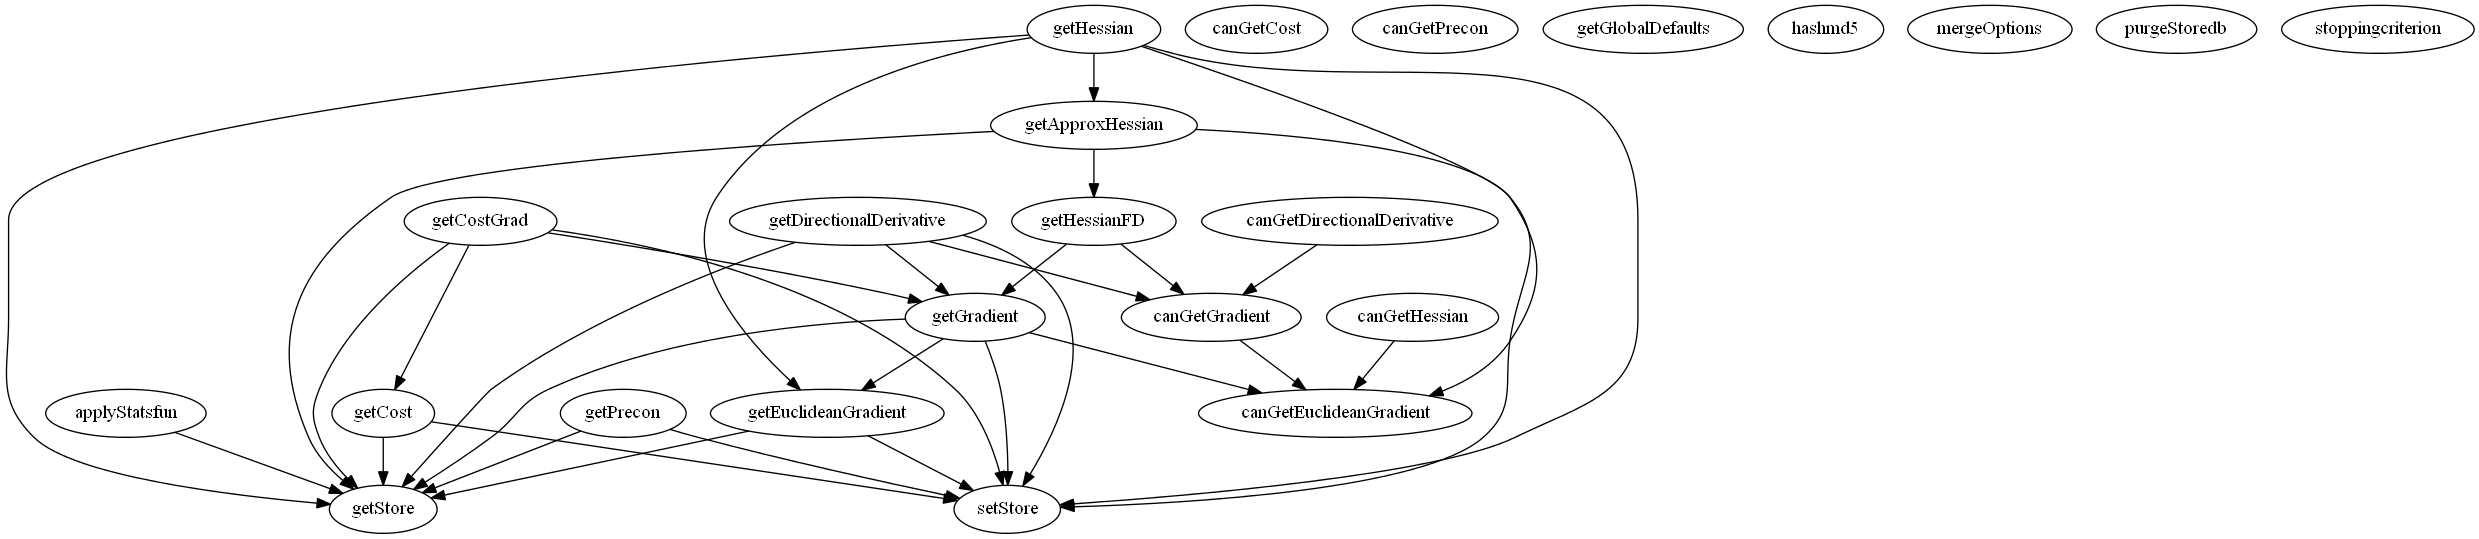 getHessian
canGetCost
canGetPrecon
getGlobalDefaults
hashmd5
mergeOptions
purgeStoredb
stoppingcriterion
getApproxHessian
getCostGrad
getDirectionalDerivative
getHessianFD
canGetDirectionalDerivative
getGradient
canGetGradient
canGetHessian
applyStatsfun
getCost
getPrecon
getEuclideanGradient
canGetEuclideanGradient
getStore
setStore